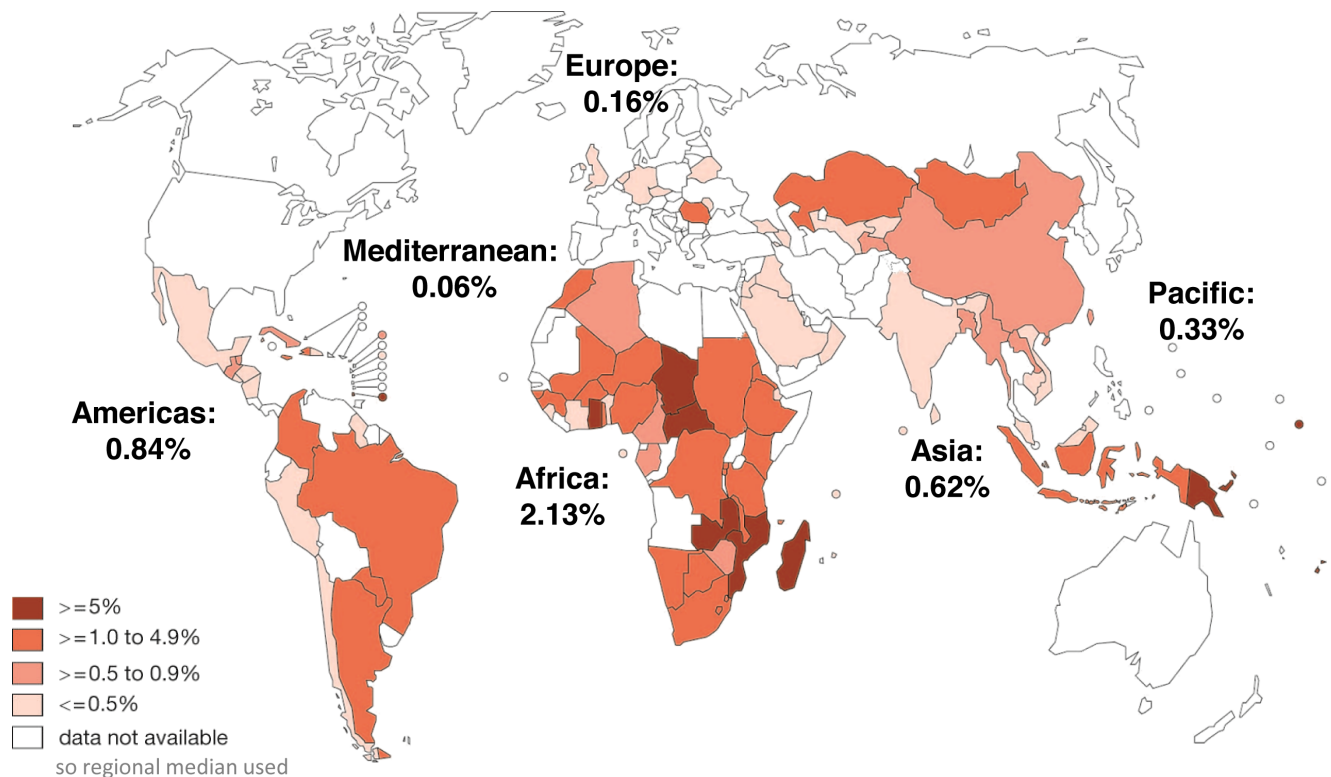 Europe:
0.16%
Mediterranean:
0.06%
Pacific:
0.33%
Americas:
0.84%
Asia:
0.62%
Africa:
2.13%
>=5%
>=1.0 to 4.9%
>=0.5 to 0.9%
<=0.5%
data not available
so regional median used